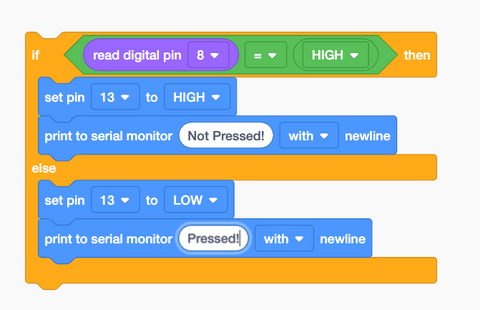 if read digital pin 8 = HIGH then
set pin 13 to HIGH
print to serial monitor Not Pressed! with newline
else
set pin 13 to LOW
print to serial monitor Pressed! with newline